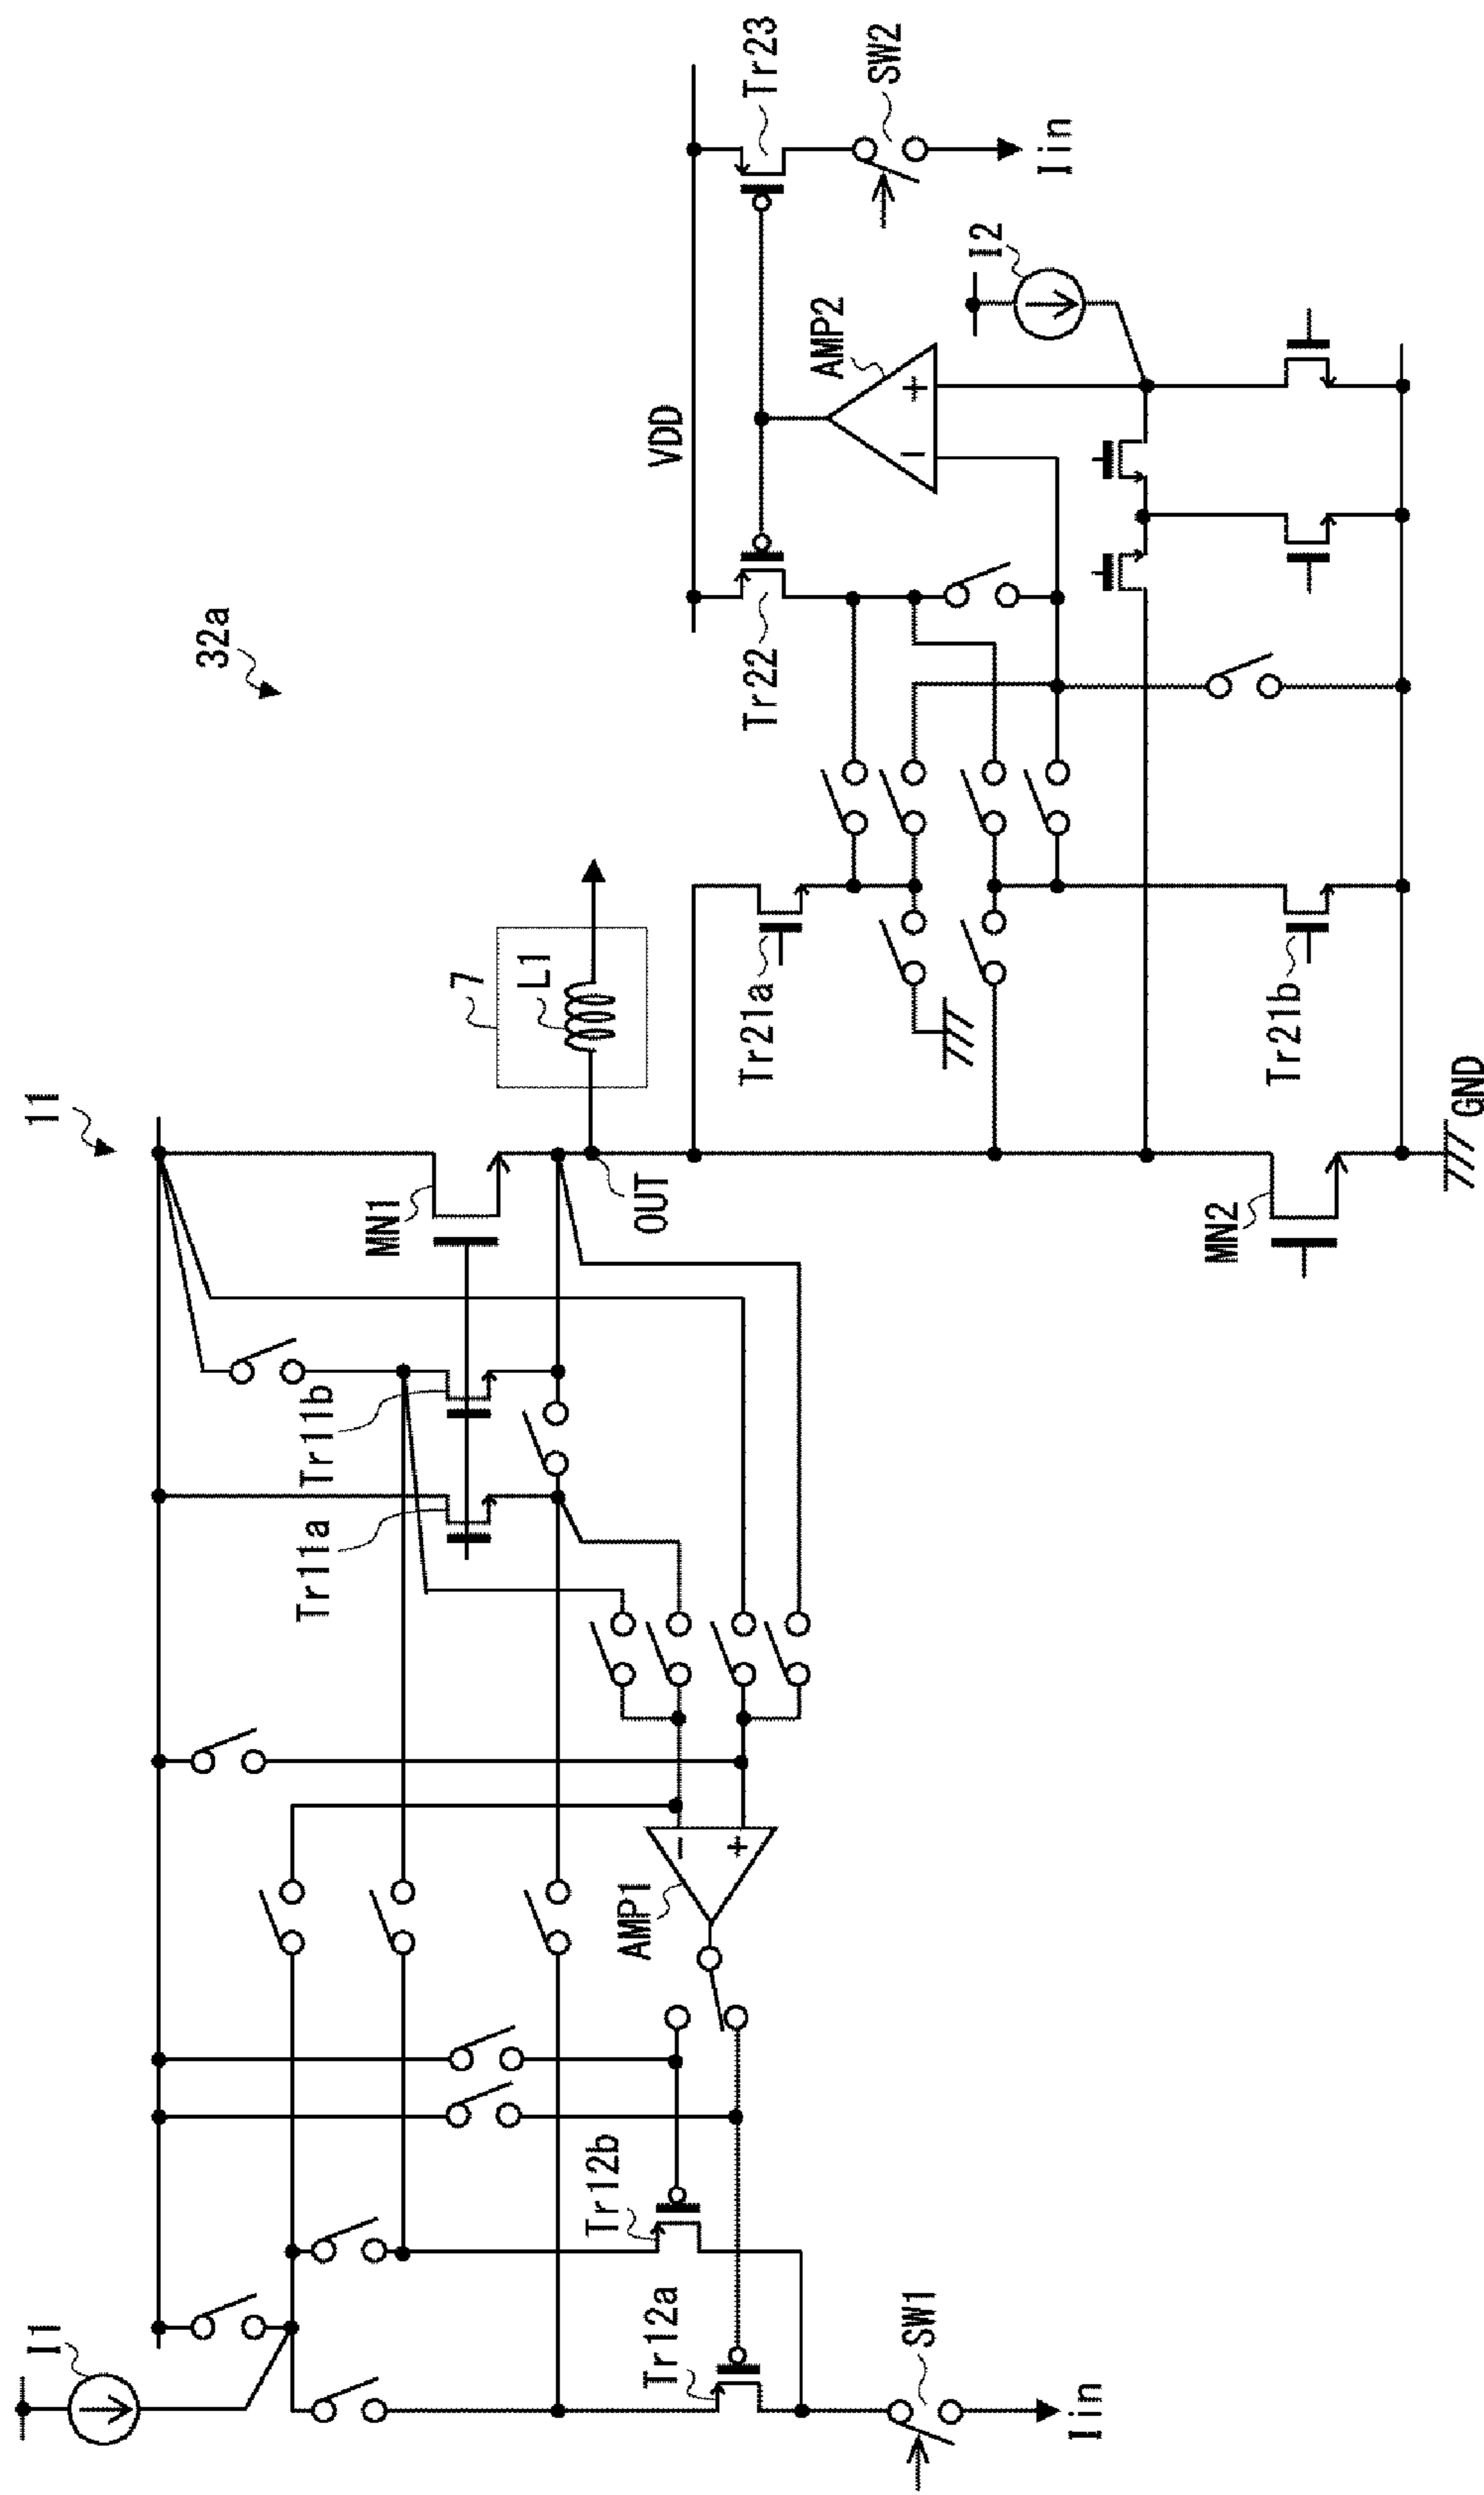 32a
11
I1
VDD
Tr23
SW2
Iin
I2
AMP2
Tr22
7
L1
Tr21a
Tr21b
MN1
OUT
MN2
GND
Tr11b
Tr11a
AMP1
−
+
−
+
Tr12b
Tr12a
SW1
Iin